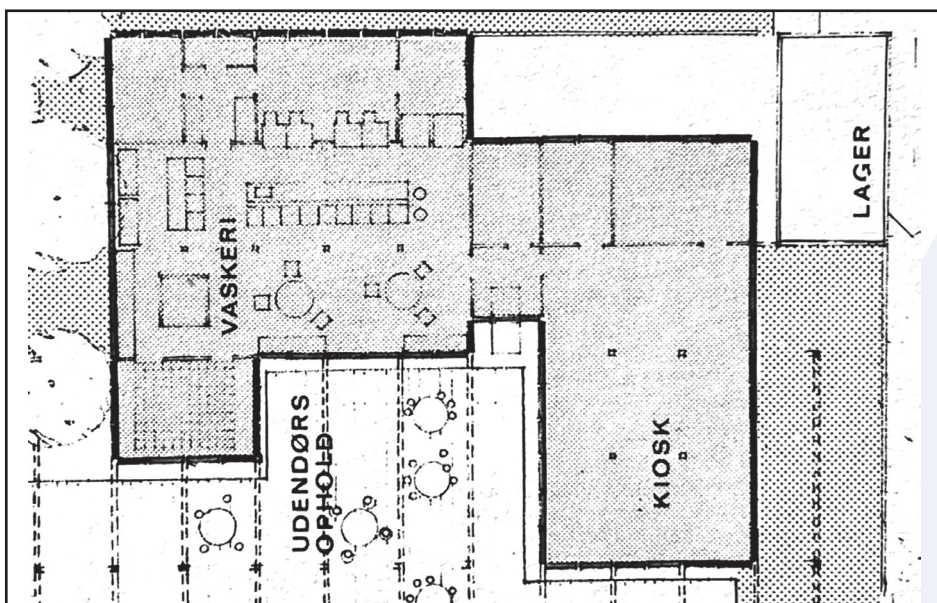 VASKERI
UDENDØRS
OPHOLD
KIOSK
LAGER